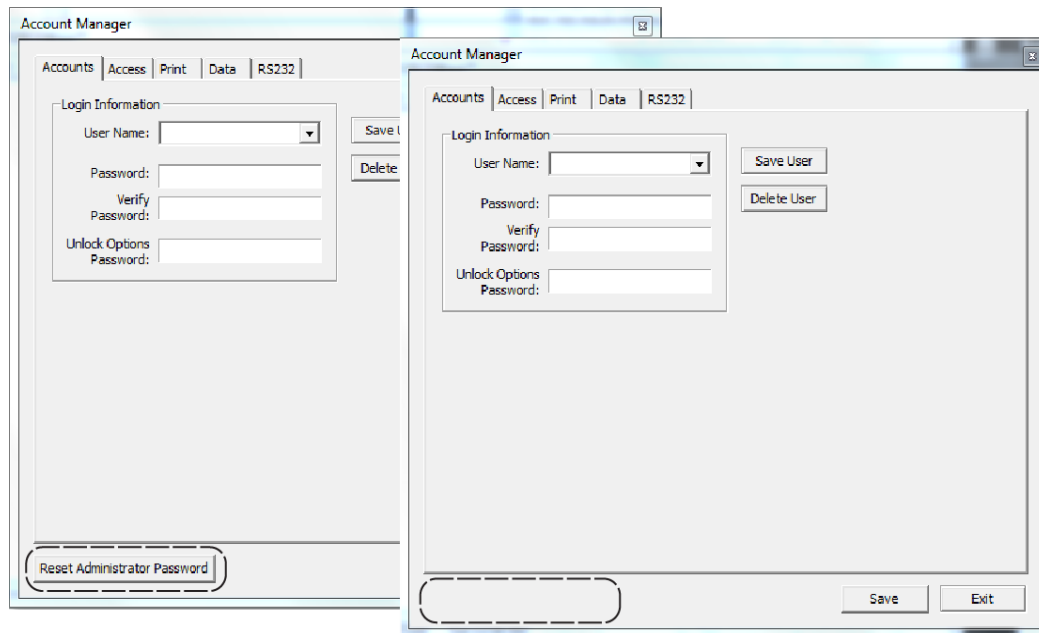 Account Manager
Accounts Access Print Data RS232
Login Information
User Name:
Save U
Password:
Delete
Verify
Password:
Unlock Options
Password:
Reset Administrator Password
Account Manager
Accounts Access Print Data RS232
Login Information
User Name:
Save User
Password:
Delete User
Verify
Password:
Unlock Options
Password:
Save Exit